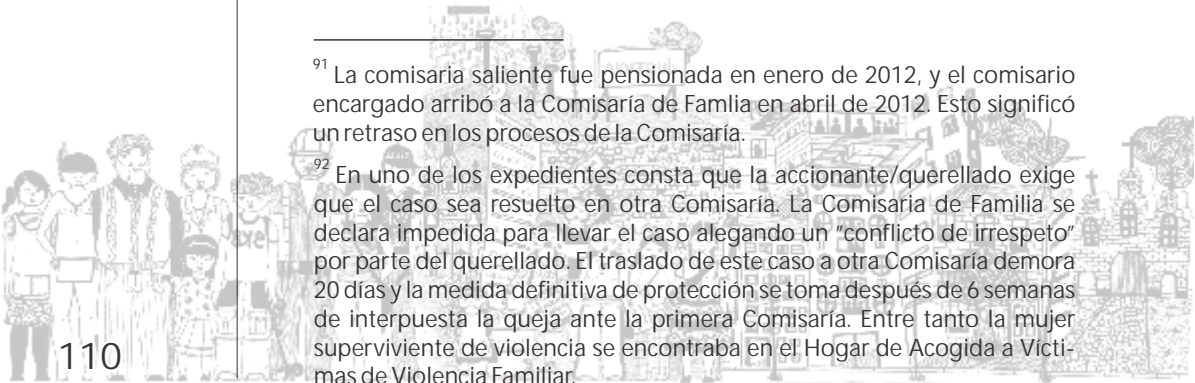 91 La comisaria saliente fue pensionada en enero de 2012, y el comisario
encargado arribó a la Comisaría de Famlia en abril de 2012. Esto significó
un retraso en los procesos de la Comisaría.
92 En uno de los expedientes consta que la accionante/querellado exige
que el caso sea resuelto en otra Comisaría. La Comisaria de Familia se
declara impedida para llevar el caso alegando un "conflicto de irrespeto"
por parte del querellado. El traslado de este caso a otra Comisaría demora
20 días y la medida definitiva de protección se toma después de 6 semanas
de interpuesta la queja ante la primera Comisaría. Entre tanto la mujer
superviviente de violencia se encontraba en el Hogar de Acogida a Vícti-
mas de Violencia Familiar.
110